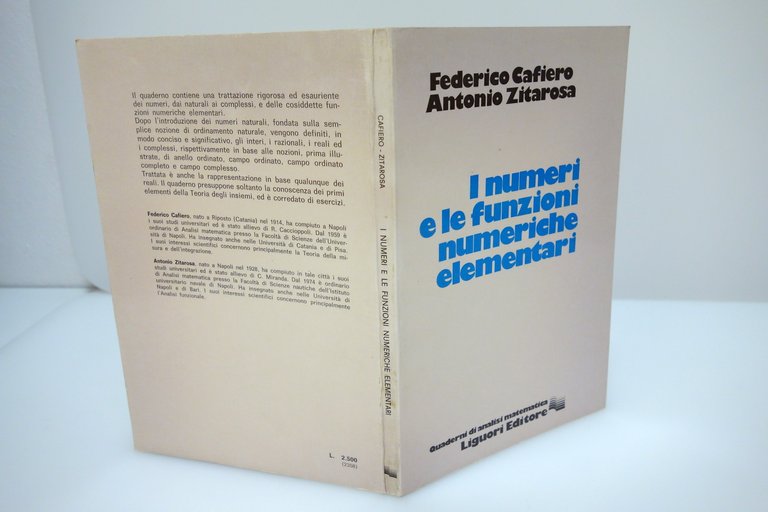 Il quaderno contiene una trattazione rigorosa ed esauriente
dei numeri, dai naturali ai complessi, e delle cosiddette fun-
zioni numeriche elementari.
Dopo l'introduzione dei numeri naturali, fondata sulla sem-
plice nozione di ordinamento naturale, vengono definiti, in
modo conciso e significativo, gli interi, i razionali, i reali ed
i complessi, rispettivamente in base alle nozioni, prima illu-
strate, di anello ordinato, campo ordinato, campo ordinato
completo e campo complesso.
Trattata è anche la rappresentazione in base qualunque dei
reali. Il quaderno presuppone soltanto la conoscenza dei primi
elementi della Teoria degli insiemi, ed è corredato di esercizi.
Federico Cafiero, nato a Riposto (Catania) nel 1914, ha compiuto a Napoli
i suoi studi universitari ed è stato allievo di R. Caccioppoli. Dal 1959 è
ordinario di Analisi matematica presso la Facoltà di Scienze dell'Univer-
sità di Napoli. Ha insegnato anche nelle Università di Catania e di Pisa.
I suoi interessi scientifici concernono principalmente la Teoria della mi-
sura e dell'integrazione.
Antonio Zitarosa, nato a Napoli nel 1928, ha compiuto in tale città i suoi
studi universitari ed è stato allievo di C. Miranda. Dal 1974 è ordinario
di Analisi matematica presso la Facoltà di Scienze nautiche dell'Istituto
universitario navale di Napoli. Ha insegnato anche nelle Università di
Napoli e di Bari. I suoi interessi scientifici concernono principalmente
l'Analisi funzionale.
L. 2.500
(2358)
CAFIERO - ZITAROSA
I NUMERI E LE FUNZIONI NUMERICHE ELEMENTARI
Federico Cafiero
Antonio Zitarosa
I numeri
e le funzioni
numeriche
elementari
Quaderni di analisi matematica
Liguori Editore